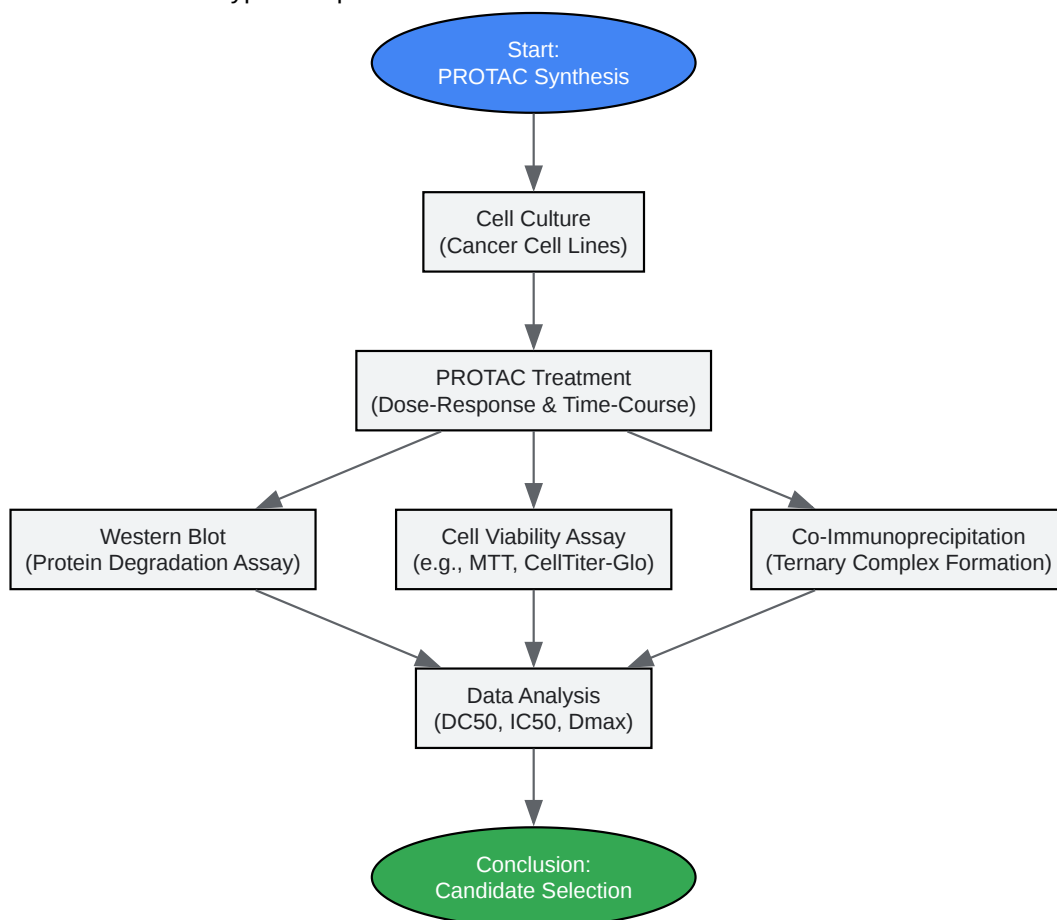 Start:
PROTAC Synthesis
Cell Culture
(Cancer Cell Lines)
PROTAC Treatment
(Dose-Response & Time-Course)
Western Blot
(Protein Degradation Assay)
Cell Viability Assay
(e.g., MTT, CellTiter-Glo)
Co-Immunoprecipitation
(Ternary Complex Formation)
Data Analysis
(DC50, IC50, Dmax)
Conclusion:
Candidate Selection